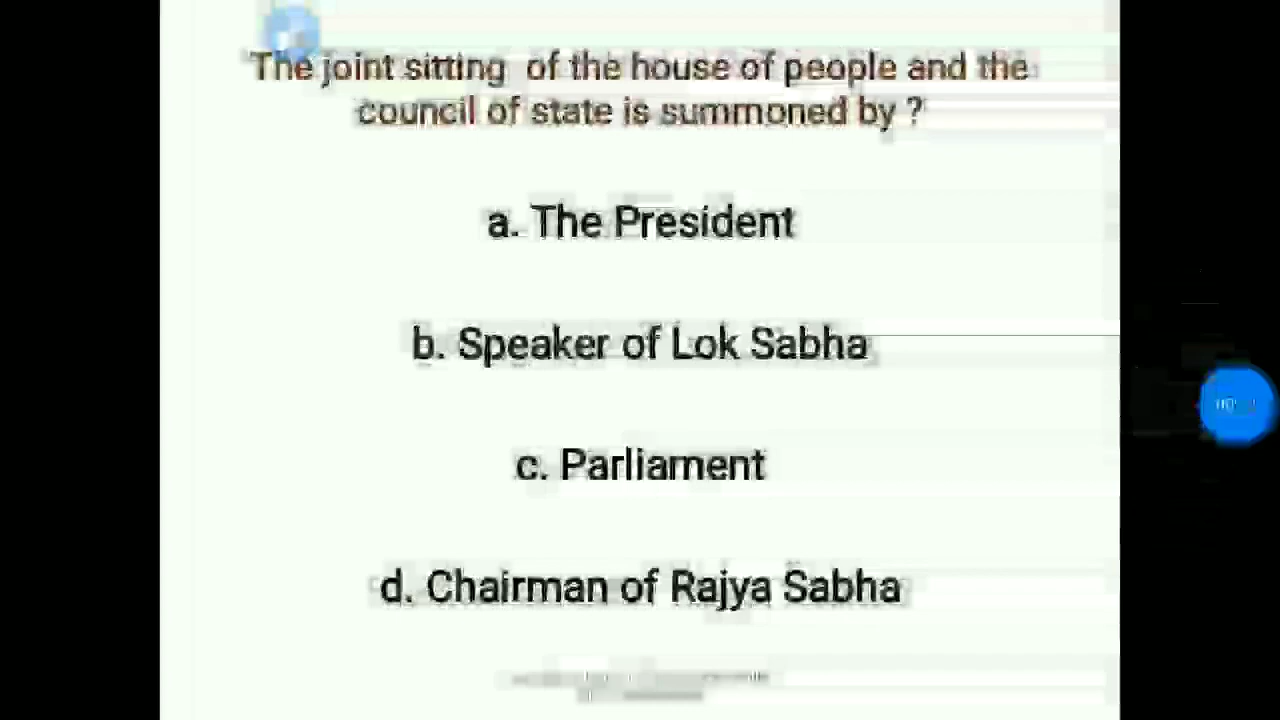 The joint sitting of the house of people and the
council of state is summoned by ?
a. The President
b. Speaker of Lok Sabha
c. Parliament
d. Chairman of Rajya Sabha